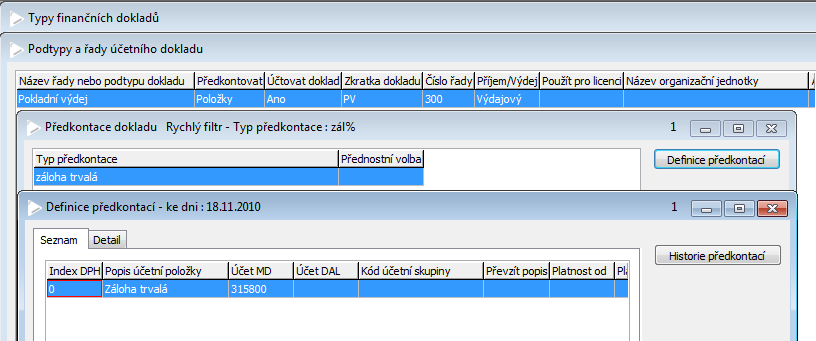 Typy finančních dokladů
Podtypy a řady účetního dokladu
Název řady nebo podtypu dokladu Předkontovat Účtovat doklad Zkratka dokladu Číslo řady Příjem/Výdej Použít pro licenci Název organizační jednotky
Pokladní výdej Položky Ano PV 300 Výdajový
Předkontace dokladu Rychlý filtr - Typ předkontace : zál% 1
Typ předkontace Přednostní volba
Definice předkontací
záloha trvalá
Definice předkontací - ke dni : 18.11.2010 1
Seznam Detail
Historie předkontací
Index DPH Popis účetní položky Účet MD Účet DAL Kód účetní skupiny Převzít popis Platnost od Pla
0 Záloha trvalá 315800